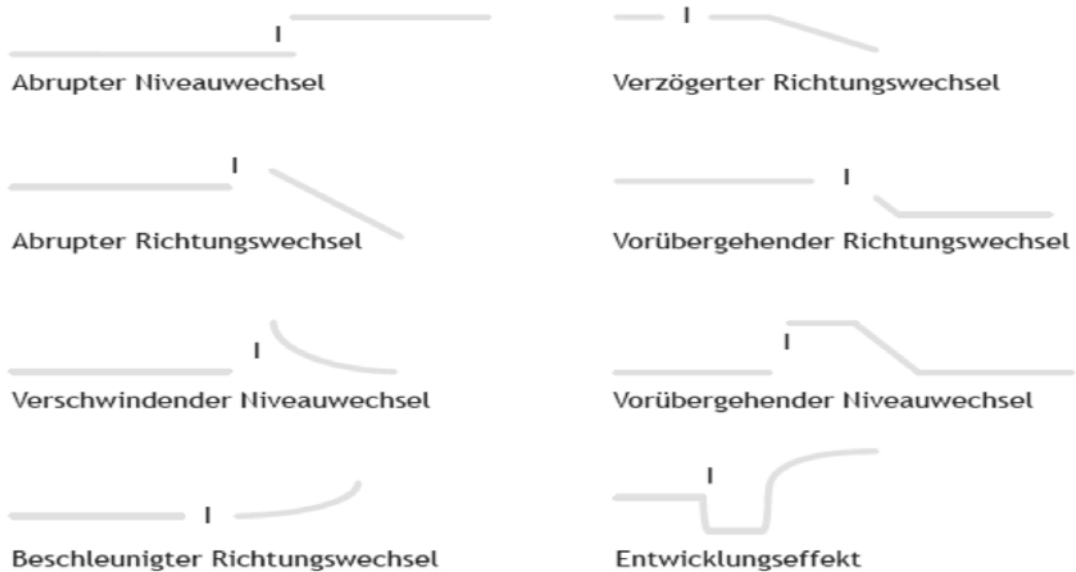 I
Abrupter Niveauwechsel
I
Verzögerter Richtungswechsel
I
Abrupter Richtungswechsel
I
Vorübergehender Richtungswechsel
I
Verschwindender Niveauwechsel
I
Vorübergehender Niveauwechsel
I
Beschleunigter Richtungswechsel
I
Entwicklungseffekt